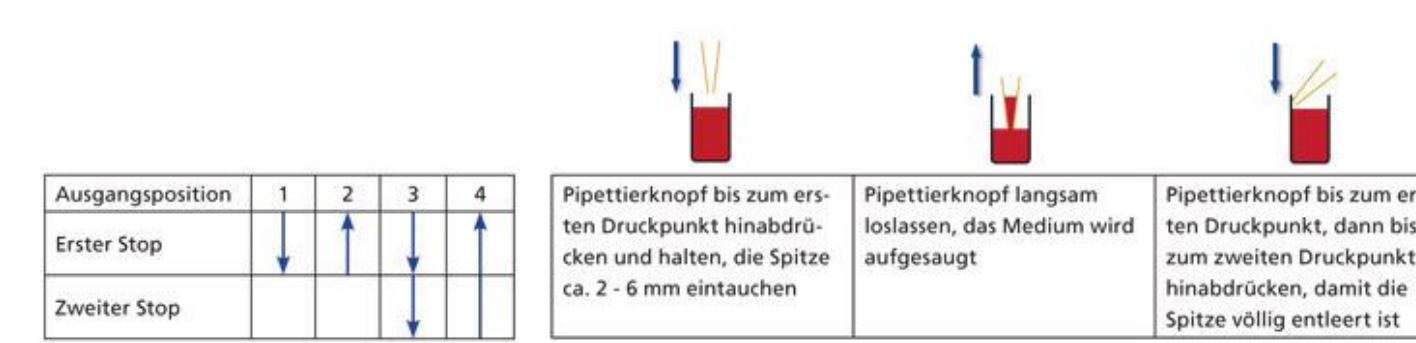 Ausgangsposition 1 2 3 4
Erster Stop
Zweiter Stop
Pipettierknopf bis zum ers-
ten Druckpunkt hinabdrü-
cken und halten, die Spitze
ca. 2 - 6 mm eintauchen
Pipettierknopf langsam
loslassen, das Medium wird
aufgesaugt
Pipettierknopf bis zum er
ten Druckpunkt, dann bis
zum zweiten Druckpunkt
hinabdrücken, damit die
Spitze völlig entleert ist